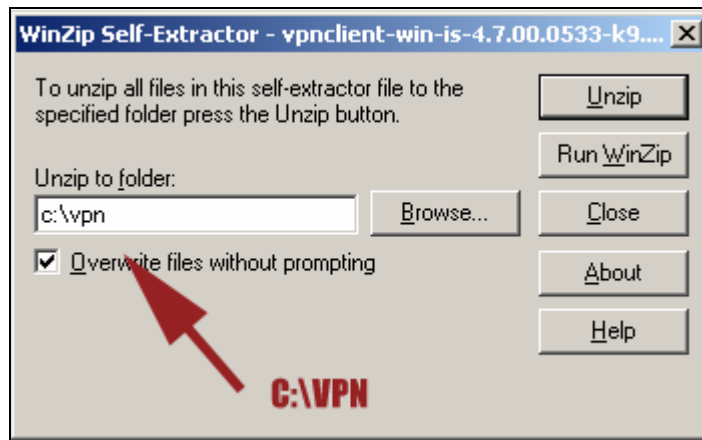 WinZip Self-Extractor - vpnclient-win-is-4.7.00.0533-k9....
To unzip all files in this self-extractor file to the
specified folder press the Unzip button.
Unzip to folder:
c:\vpn
Browse...
Overwrite files without prompting
Unzip
Run WinZip
Close
About
Help
C:\VPN